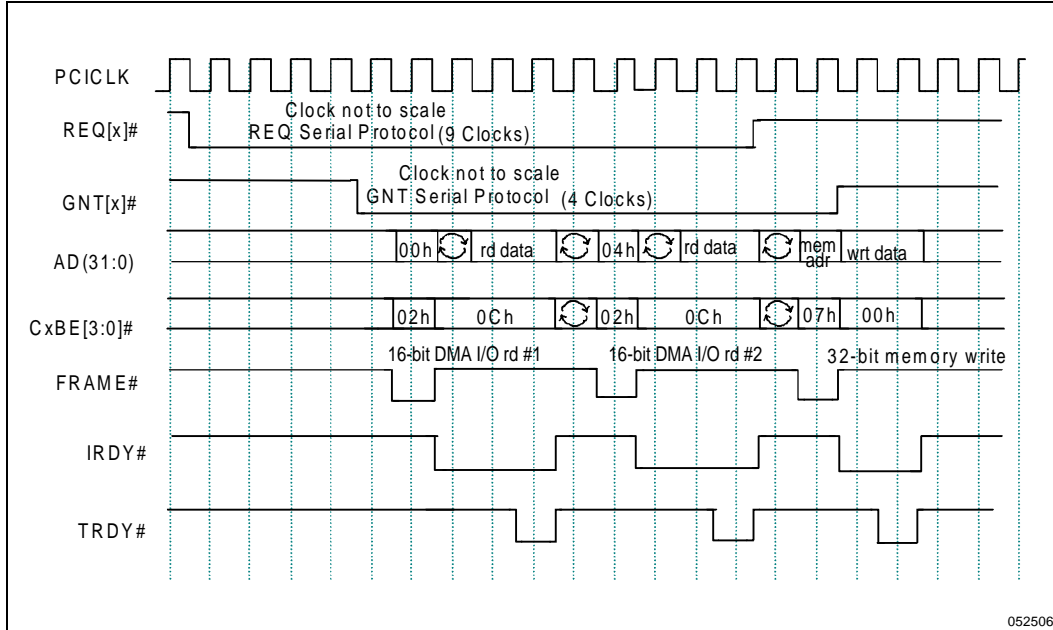 PCICLK
Clock not to scale
REQ[x]#
REQ Serial Protocol (9 Clocks)
Clock not to scale
GNT[x]#
GNT Serial Protocol (4 Clocks)
AD(31:0)
00h rd data 04h rd data mem adr wrt data
CxBE[3:0]#
02h 0Ch 02h 0Ch 07h 00h
16-bit DMA I/O rd #1 16-bit DMA I/O rd #2 32-bit memory write
FRAME#
IRDY#
TRDY#
052506